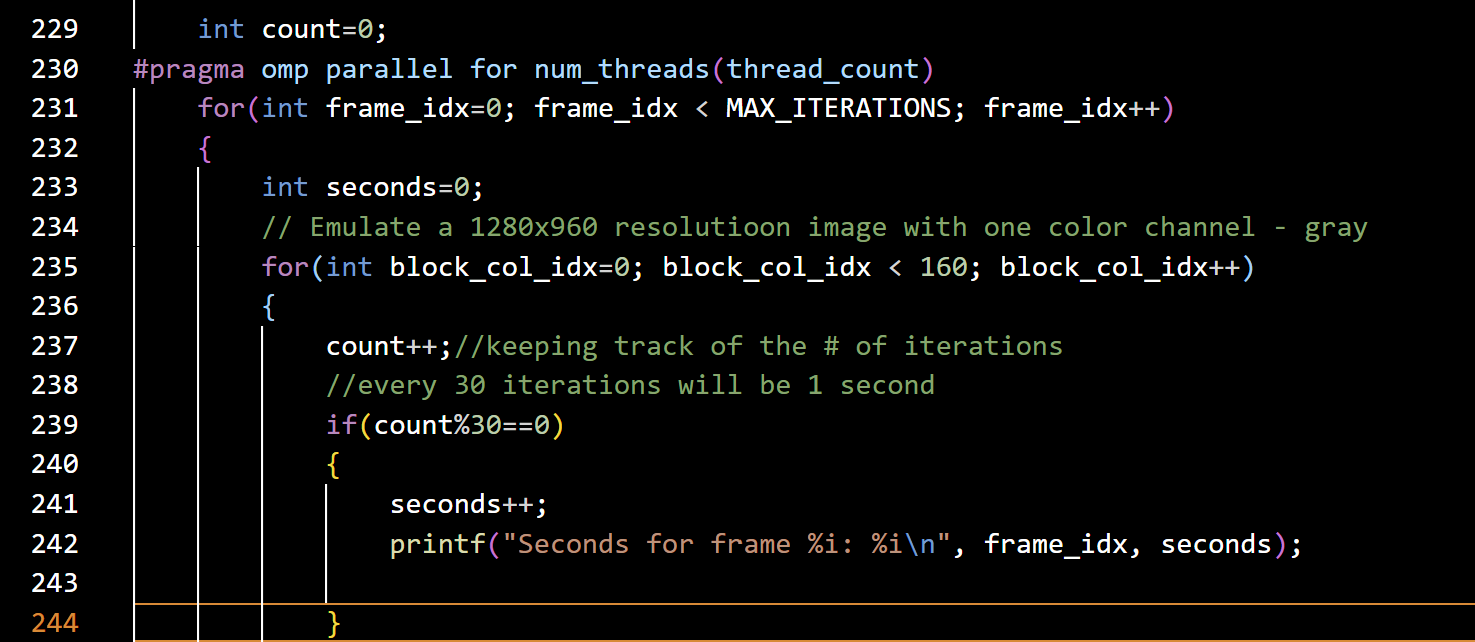 229 int count=0;
230 #pragma omp parallel for num_threads(thread_count)
231 for(int frame_idx=0; frame_idx < MAX_ITERATIONS; frame_idx++)
232 {
233 int seconds=0;
234 // Emulate a 1280x960 resolutioon image with one color channel - gray
235 for(int block_col_idx=0; block_col_idx < 160; block_col_idx++)
236 {
237 count++;//keeping track of the # of iterations
238 //every 30 iterations will be 1 second
239 if(count%30==0)
240 {
241 seconds++;
242 printf("Seconds for frame %i: %i\n", frame_idx, seconds);
243
244 }